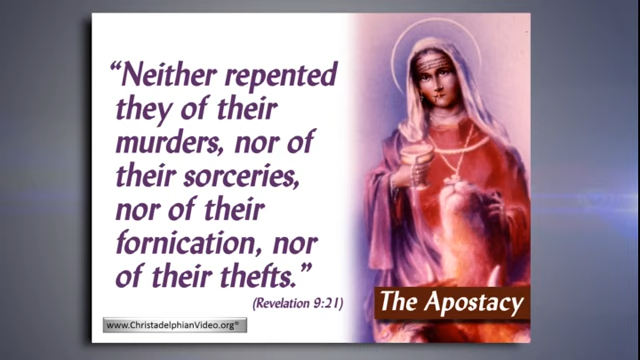 “Neither repented
they of their
murders, nor of
their sorceries,
nor of their
fornication, nor
of their thefts.”
(Revelation 9:21)
The Apostacy
www.ChristadelphianVideo.org®